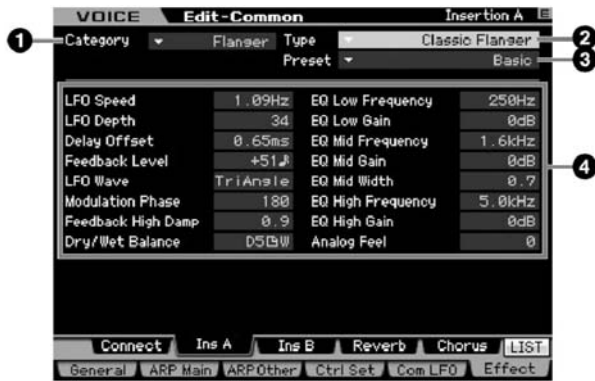 VOICE Edit-Common Insertion A E
1 Category Flanger Type Classic Flanger 2
Preset Basic 3
LFO Speed 1.09Hz EQ Low Frequency 250Hz
LFO Depth 34 EQ Low Gain 0dB
Delay Offset 0.65ms EQ Mid Frequency 1.6kHz
Feedback Level +51♪ EQ Mid Gain 0dB
LFO Wave TriAngle EQ Mid Width 0.7
Modulation Phase 180 EQ High Frequency 5.0kHz
Feedback High Damp 0.9 EQ High Gain 0dB
Dry/Wet Balance Analog Feel 0
4
Connect Ins A Ins B Reverb Chorus LIST
General ARP Main ARP Other Ctrl Set Com LFO Effect